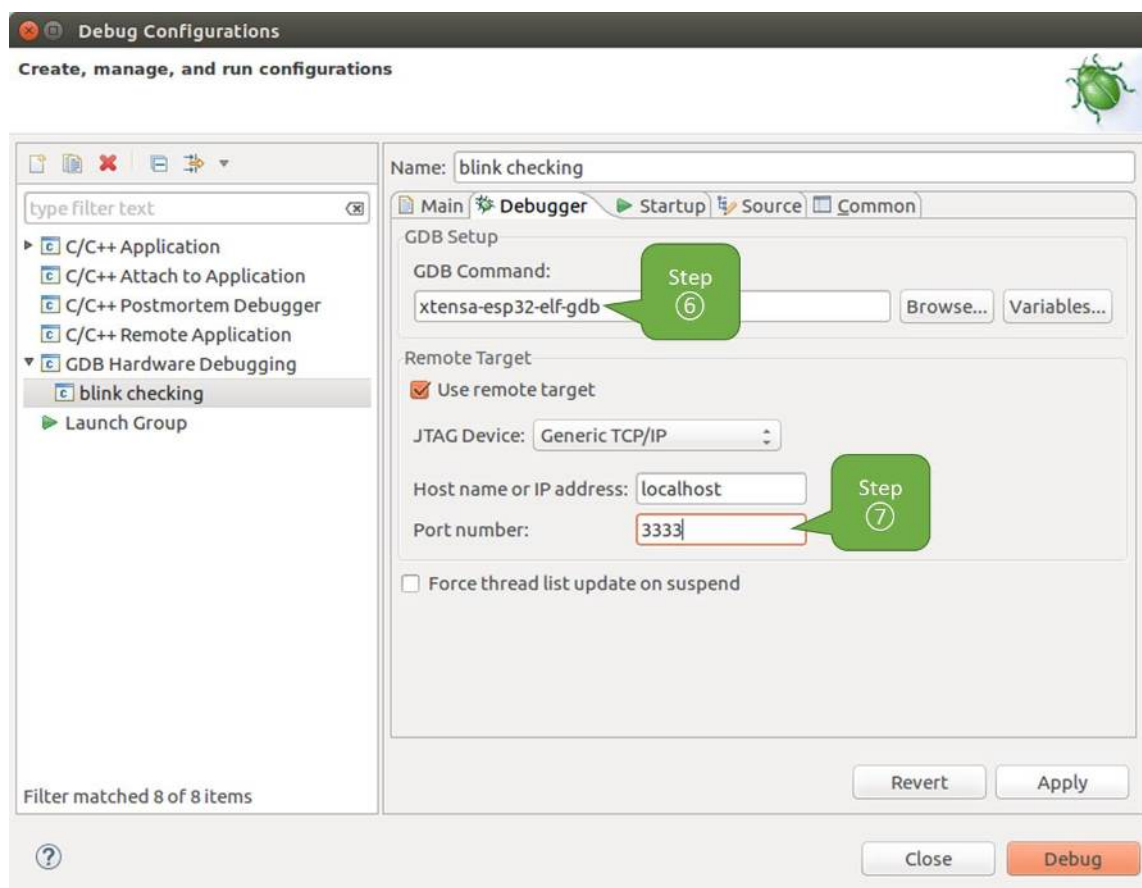 Debug Configurations
Create, manage, and run configurations
type filter text
C/C++ Application
C/C++ Attach to Application
C/C++ Postmortem Debugger
C/C++ Remote Application
GDB Hardware Debugging
blink checking
Launch Group
Filter matched 8 of 8 items
Name: blink checking
Main Debugger Startup Source Common
GDB Setup
GDB Command:
xtensa-esp32-elf-gdb Browse... Variables...
Step
⑥
Remote Target
Use remote target
JTAG Device: Generic TCP/IP
Host name or IP address: localhost
Port number: 3333
Step
⑦
Force thread list update on suspend
Revert Apply
Close Debug